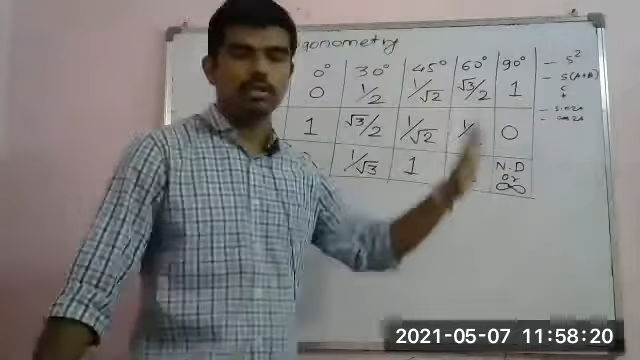 gonometry
0° 30° 45° 60° 90° - S²
0 1/2 1/√2 √3/2 1 - S(A+B)
C
t
1 √3/2 1/√2 1/ 0 - sin2A
- cos2A
1/√3 1 N.D
Or
∞
2021-05-07 11:58:20